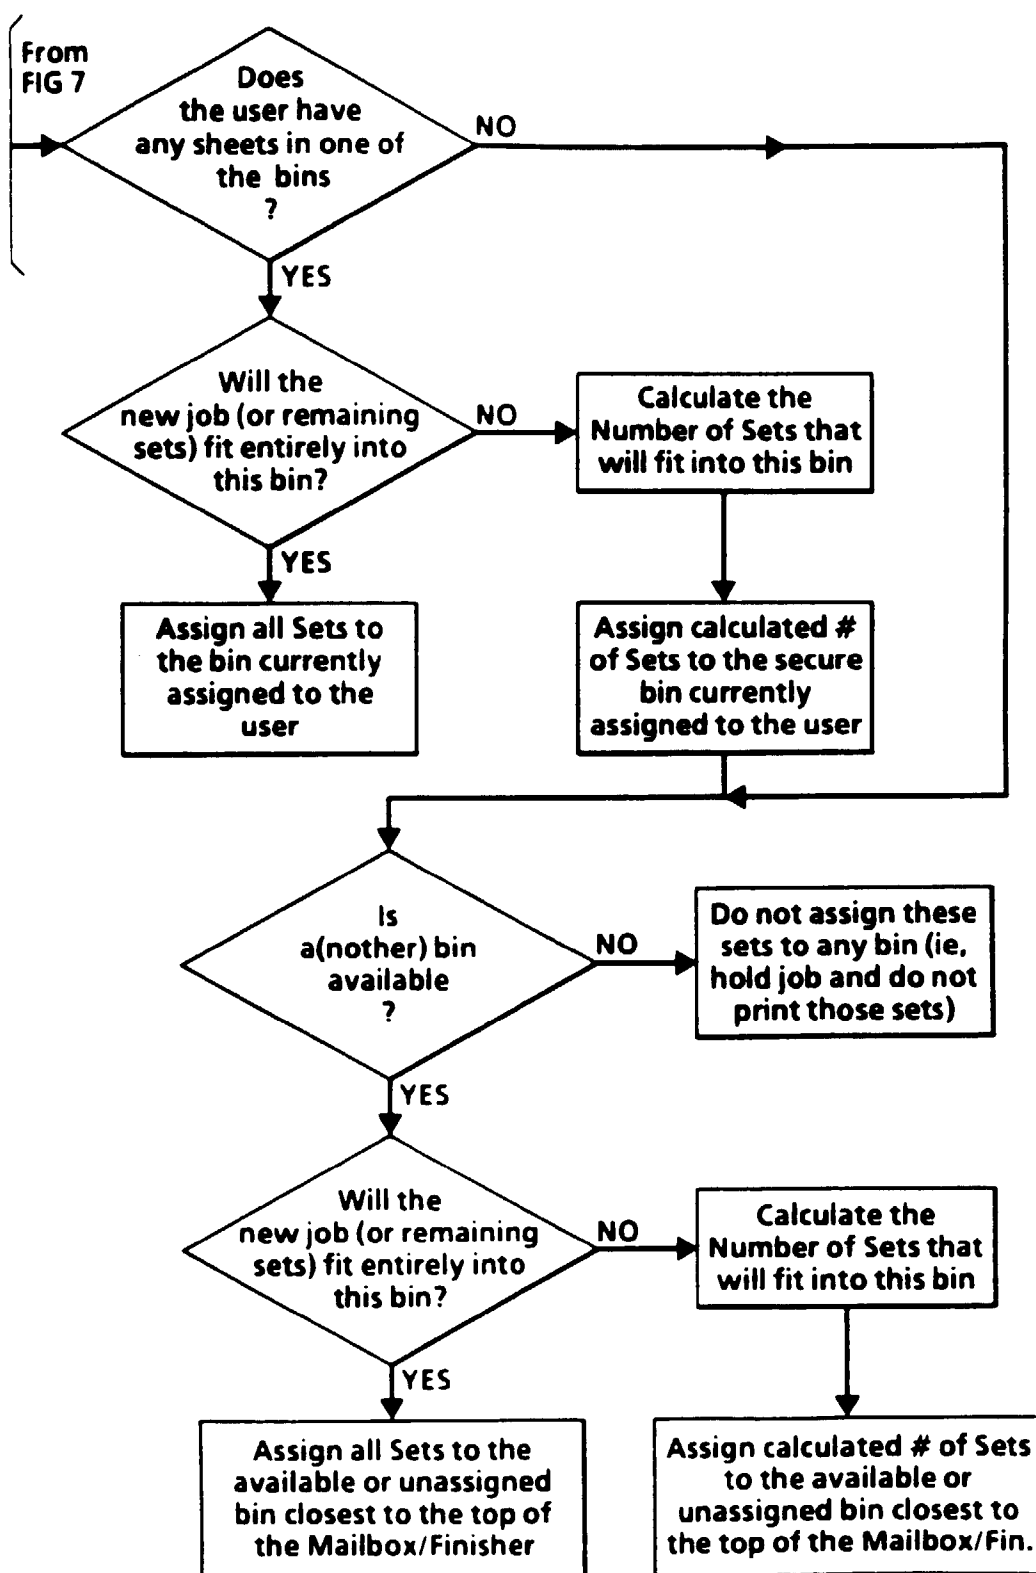 From
FIG 7
Does
the user have
any sheets in one of
the bins
?
NO
YES
Will the
new job (or remaining
sets) fit entirely into
this bin?
NO
Calculate the
Number of Sets that
will fit into this bin
YES
Assign all Sets to
the bin currently
assigned to the
user
Assign calculated #
of Sets to the secure
bin currently
assigned to the user
Is
a(nother) bin
available
?
NO
Do not assign these
sets to any bin (ie,
hold job and do not
print those sets)
YES
Will the
new job (or remaining
sets) fit entirely into
this bin?
NO
Calculate the
Number of Sets that
will fit into this bin
YES
Assign all Sets to the
available or unassigned
bin closest to the top of
the Mailbox/Finisher
Assign calculated # of Sets
to the available or
unassigned bin closest to
the top of the Mailbox/Fin.